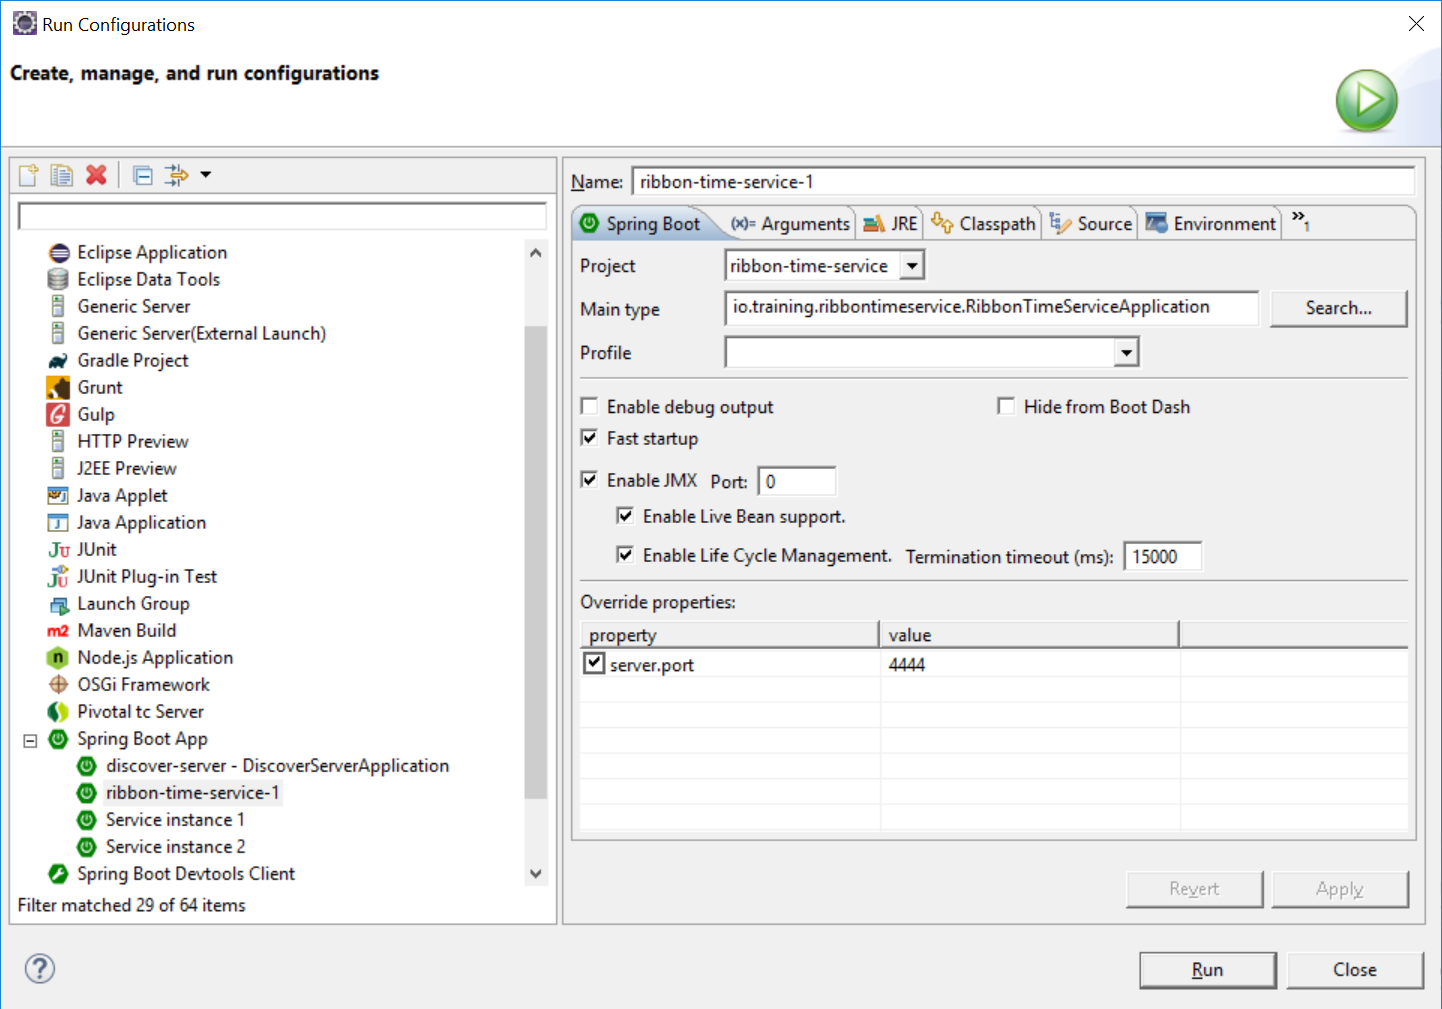 Run Configurations
Create, manage, and run configurations
Eclipse Application
Eclipse Data Tools
Generic Server
Generic Server(External Launch)
Gradle Project
Grunt
Gulp
HTTP Preview
J2EE Preview
Java Applet
Java Application
JUnit
JUnit Plug-in Test
Launch Group
m2 Maven Build
Node.js Application
OSGi Framework
Pivotal tc Server
Spring Boot App
discover-server - DiscoverServerApplication
ribbon-time-service-1
Service instance 1
Service instance 2
Spring Boot Devtools Client
Filter matched 29 of 64 items
Name: ribbon-time-service-1
Spring Boot (x)= Arguments JRE Classpath Source Environment »1
Project ribbon-time-service
Main type io.training.ribbontimeservice.RibbonTimeServiceApplication Search...
Profile
Enable debug output Hide from Boot Dash
Fast startup
Enable JMX Port: 0
Enable Live Bean support.
Enable Life Cycle Management. Termination timeout (ms): 15000
Override properties:
property value
server.port 4444
Revert Apply
Run Close